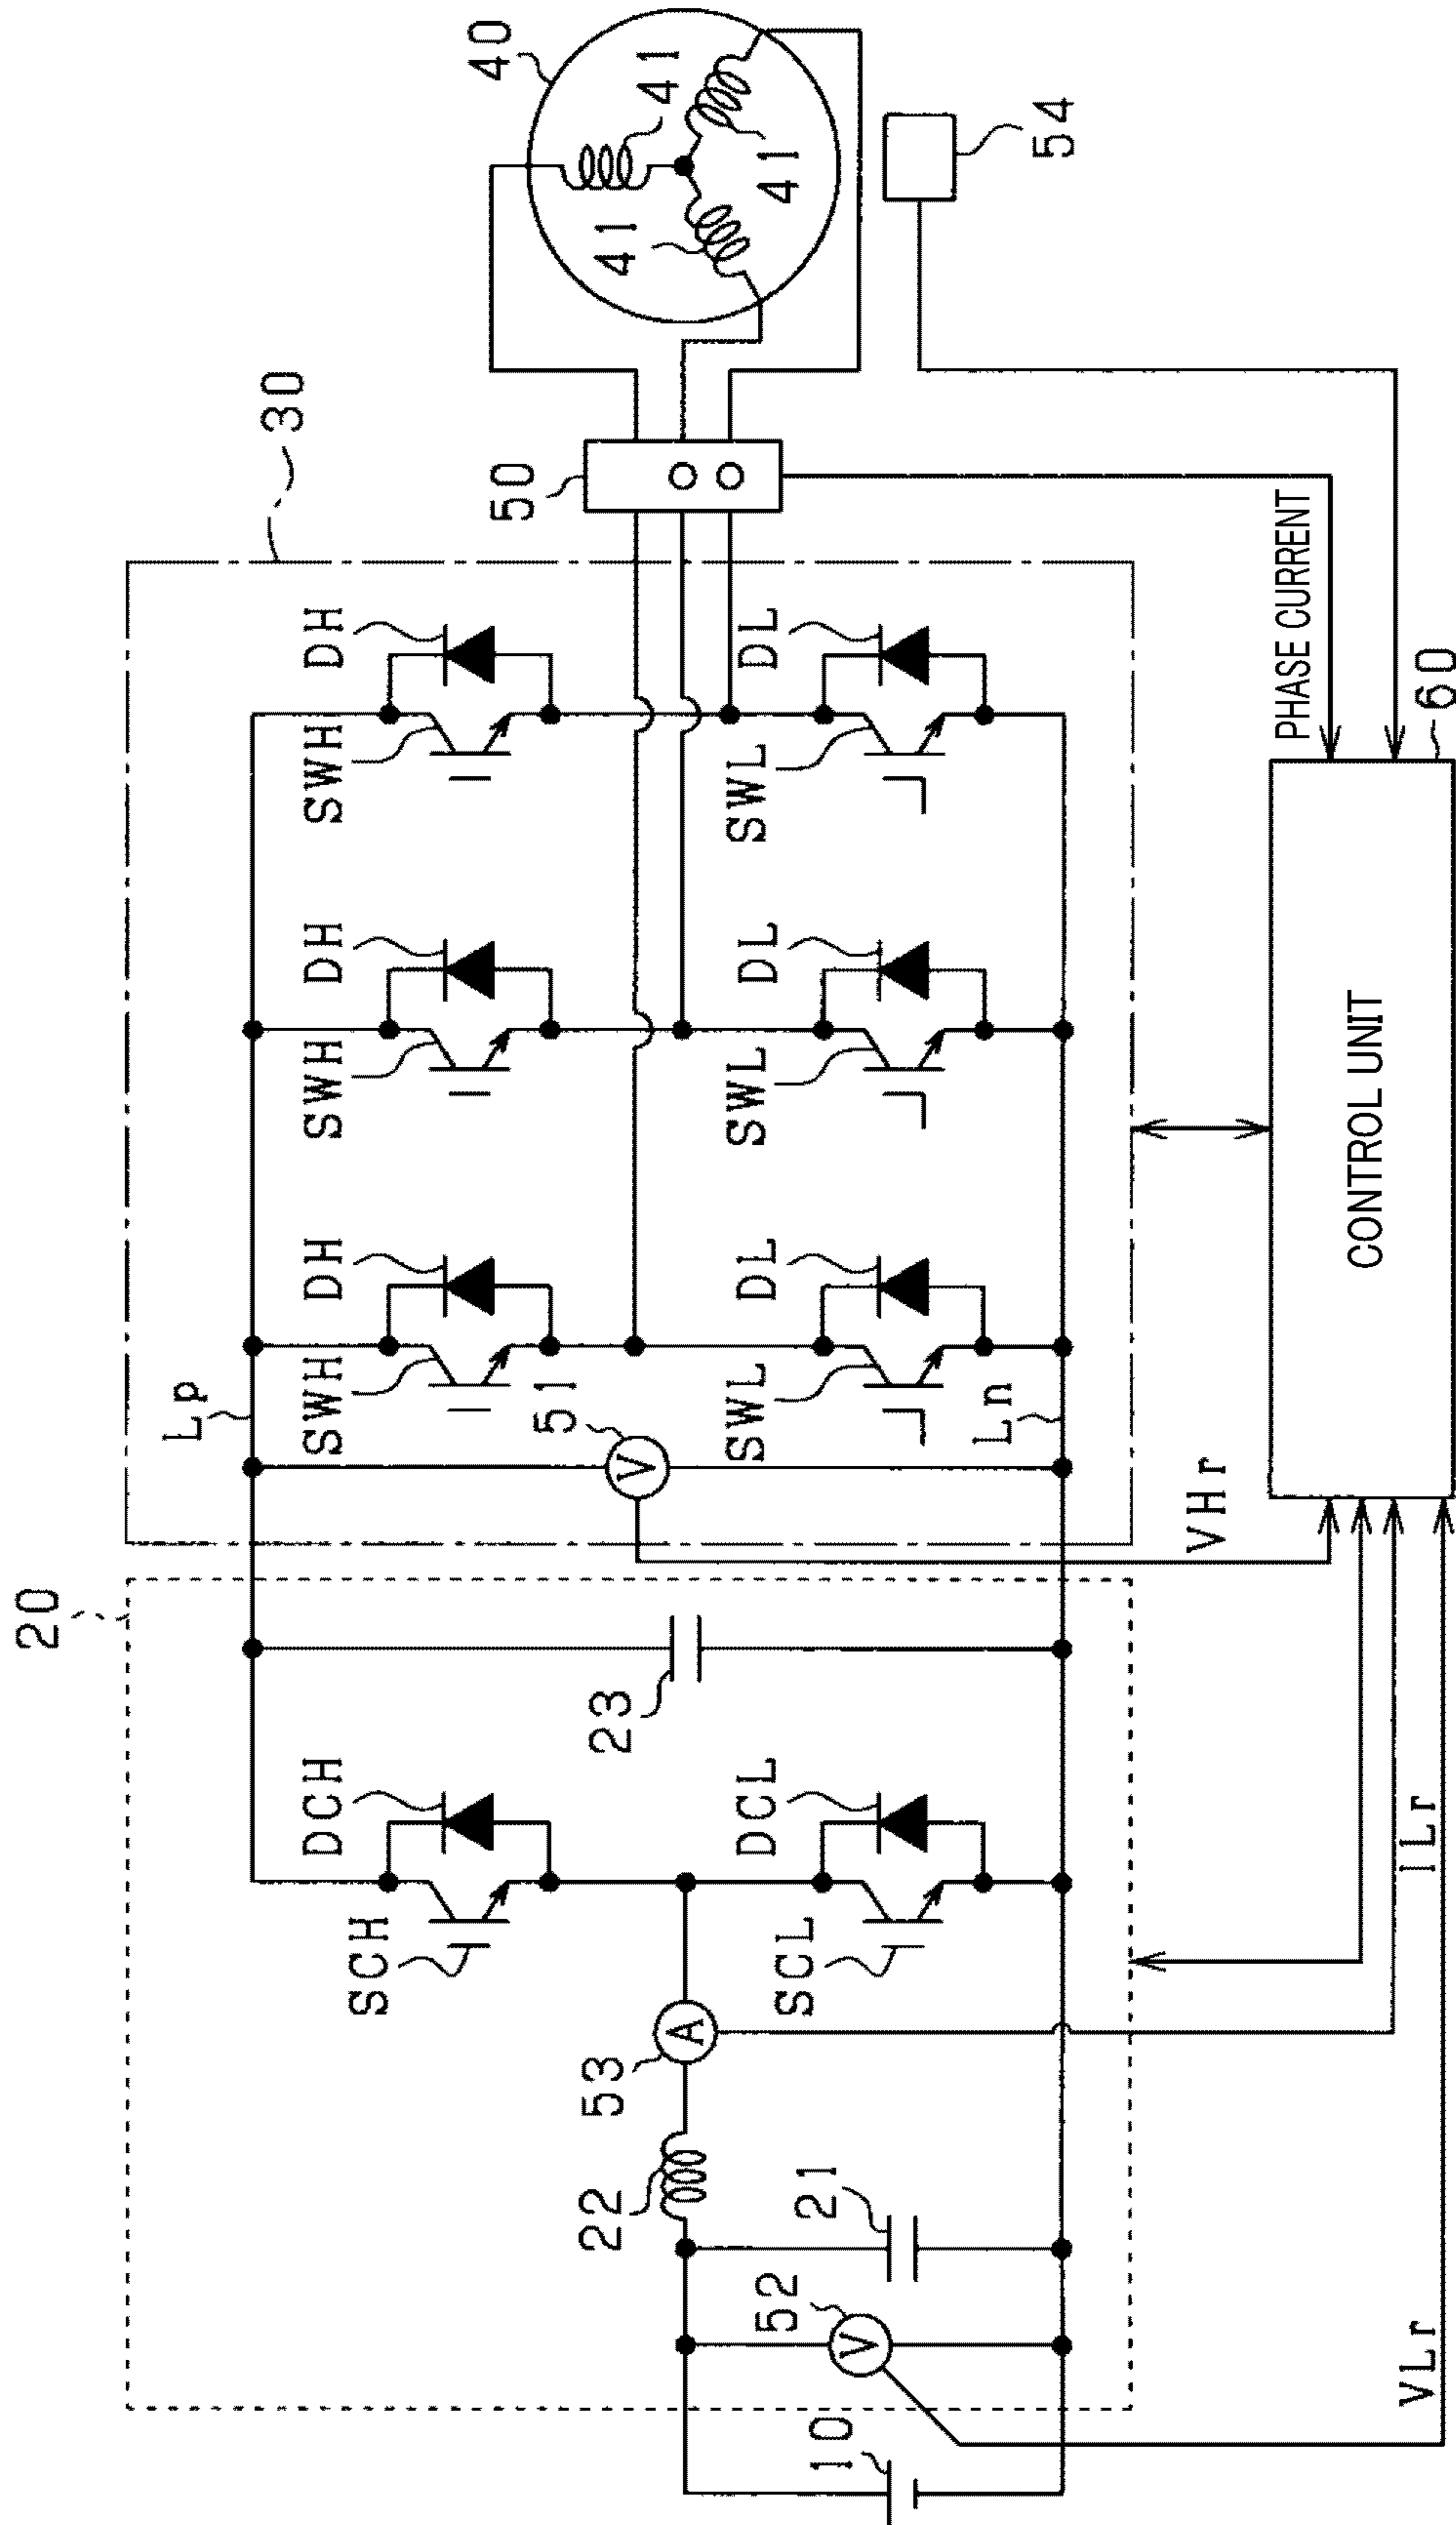 20
30
40
50
41
41
41
54
Lp
DH
SWH
DH
SWH
DH
SWH
DL
SWL
DL
SWL
DL
SWL
51
V
Ln
DCH
SCH
DCL
SCL
23
A
53
22
21
52
V
10
VHr
ILr
VLr
PHASE CURRENT
60
CONTROL UNIT